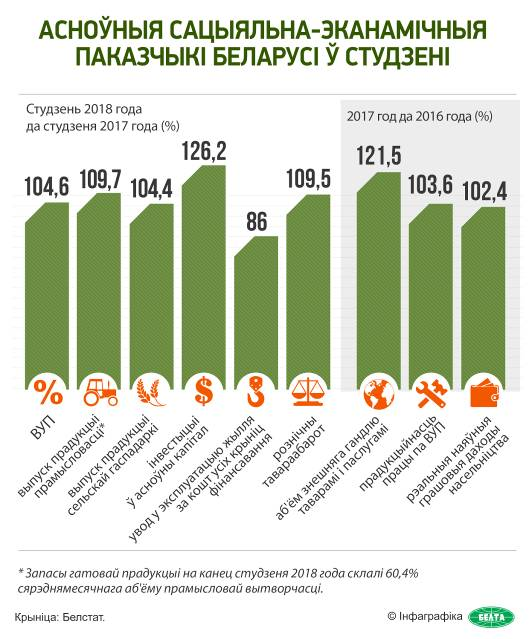 АСНОЎНЫЯ САЦЫЯЛЬНА-ЭКАНАМІЧНЫЯ
ПАКАЗЧЫКІ БЕЛАРУСІ Ў СТУДЗЕНІ
Студзень 2018 года
да студзеня 2017 года (%)
2017 год да 2016 года (%)
104,6
109,7
104,4
126,2
86
109,5
121,5
103,6
102,4
%
$
ВУП
выпуск прадукцыі
прамысловасці*
выпуск прадукцыі
сельскай гаспадаркі
інвестыцыі
ў асноўны капітал
увод у эксплуатацыю жылля
за кошт усіх крыніц
фінансавання
рознічны
тавараабарот
аб'ём знешняга гандлю
таварамі і паслугамі
прадукцыйнасць
працы па ВУП
рэальныя наяўныя
грашовыя даходы
насельніцтва
* Запасы гатовай прадукцыі на канец студзеня 2018 года склалі 60,4%
сярэднямесячнага аб'ёму прамысловай вытворчасці.
Крыніца: Белстат.
© Інфаграфіка
БЕЛТА